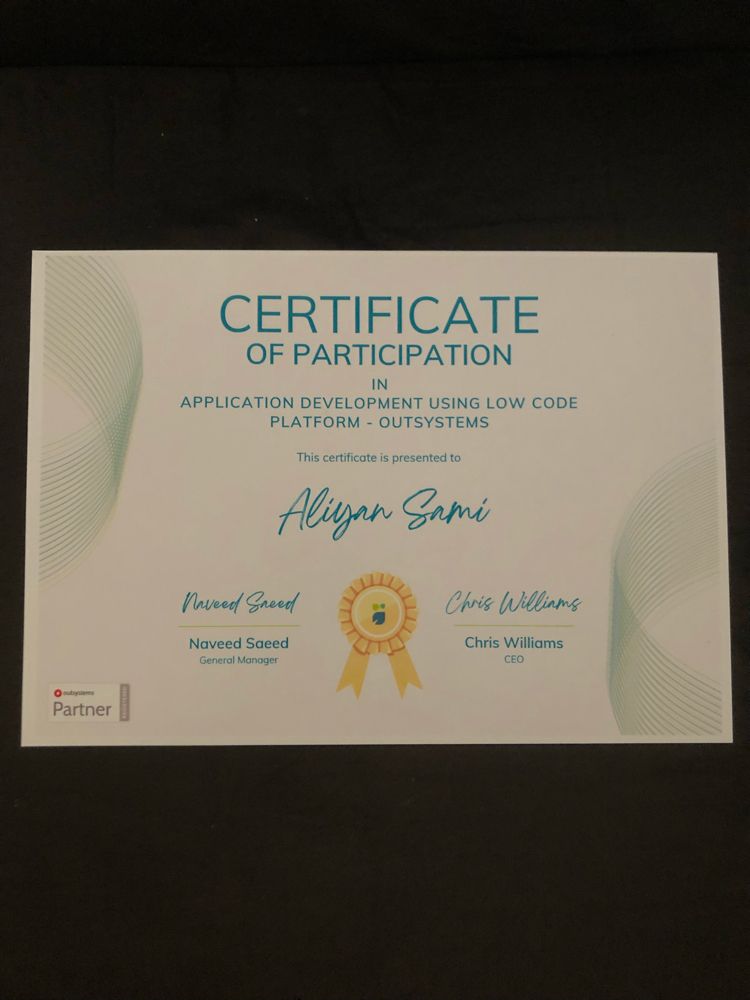 CERTIFICATE
OF PARTICIPATION
IN
APPLICATION DEVELOPMENT USING LOW CODE
PLATFORM - OUTSYSTEMS
This certificate is presented to
Aliyan Sami
Naveed Saeed
Naveed Saeed
General Manager
Chris Williams
Chris Williams
CEO
outsystems
Partner